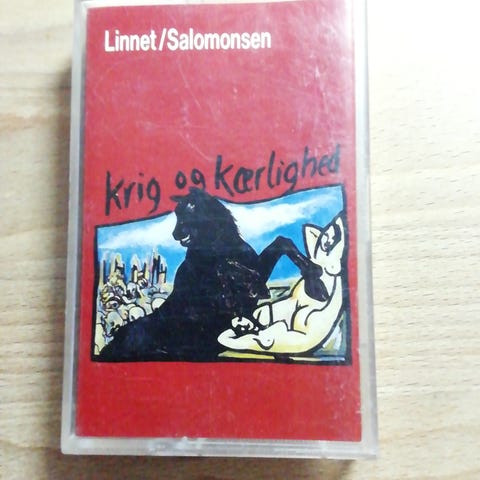 Linnet/Salomonsen
Krig og Kærlighed